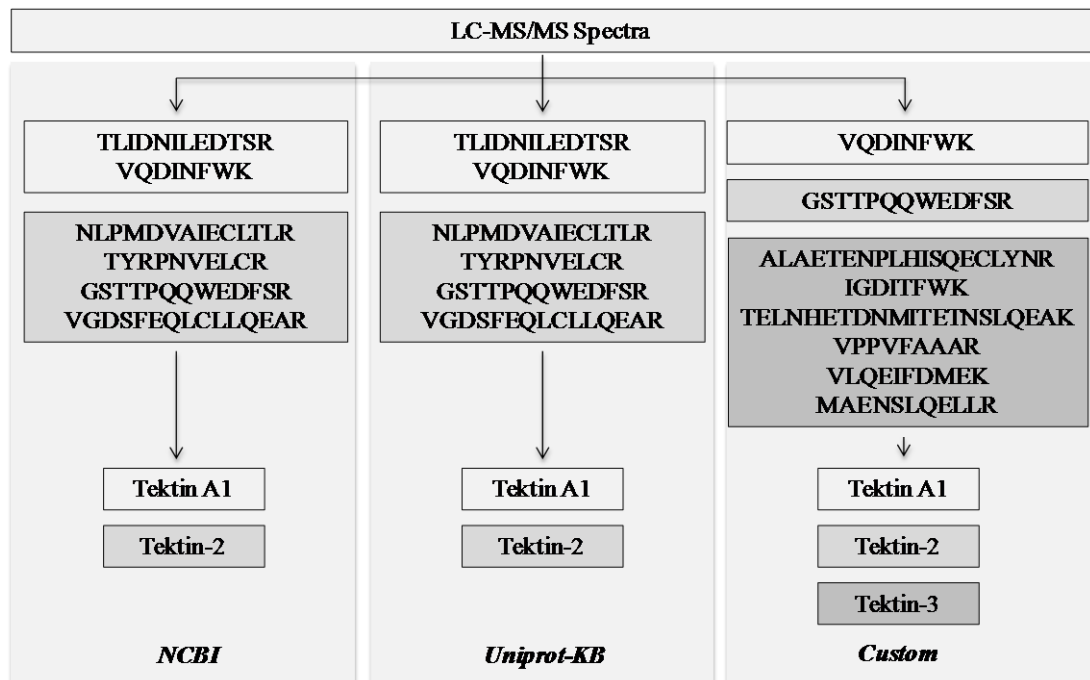 LC-MS/MS Spectra
TLIDNILEDTSR
VQDINFWK
NLPMDVAIECLTLR
TYRPNVELCR
GSTTPQQWEDFSR
VGDSFEQLCLLQEAR
Tektin A1
Tektin-2
NCBI
TLIDNILEDTSR
VQDINFWK
NLPMDVAIECLTLR
TYRPNVELCR
GSTTPQQWEDFSR
VGDSFEQLCLLQEAR
Tektin A1
Tektin-2
Uniprot-KB
VQDINFWK
GSTTPQQWEDFSR
ALAETENPLHISQECLYNR
IGDITFWK
TELNHETDNMITETNSLQEAK
VPPVFAAAR
VLQEIFDMEK
MAENSLQELLR
Tektin A1
Tektin-2
Tektin-3
Custom